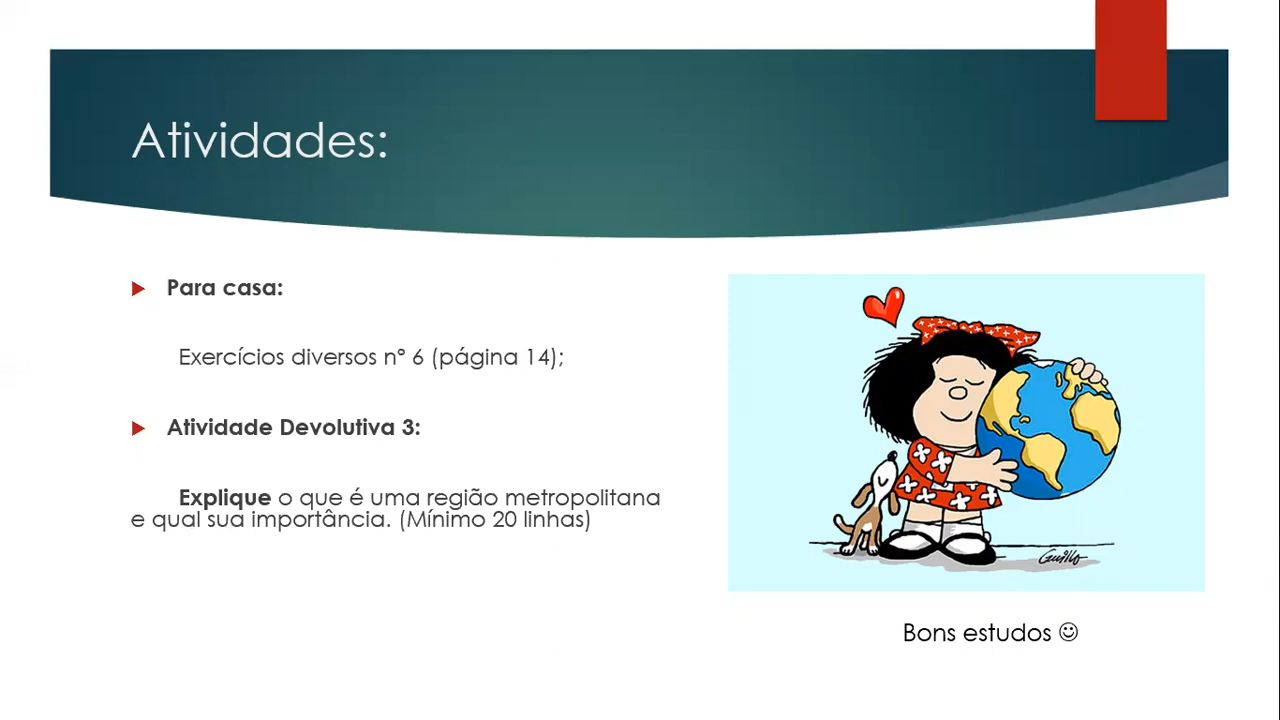 Atividades:
Para casa:
Exercícios diversos nº 6 (página 14);
Atividade Devolutiva 3:
Explique o que é uma região metropolitana
e qual sua importância. (Mínimo 20 linhas)
Bons estudos ☺